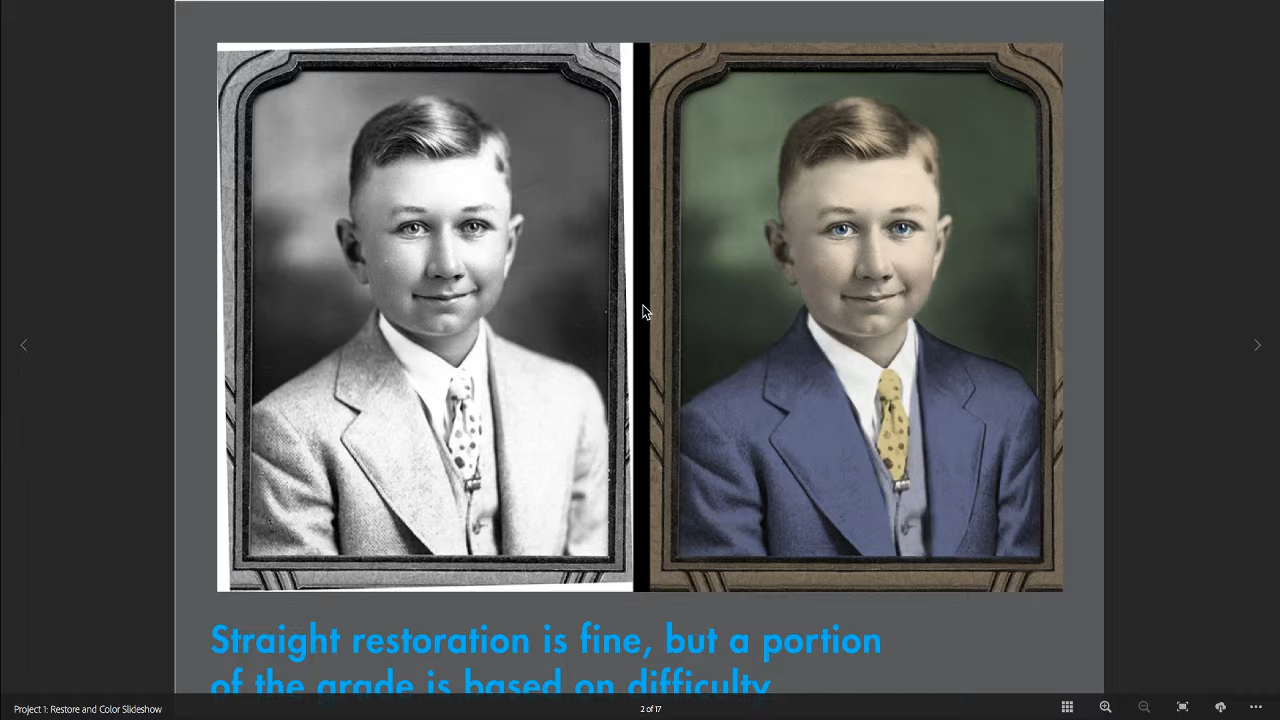 Straight restoration is fine, but a portion
of the grade is based on difficulty
Project 1: Restore and Color Slideshow
2 of 17